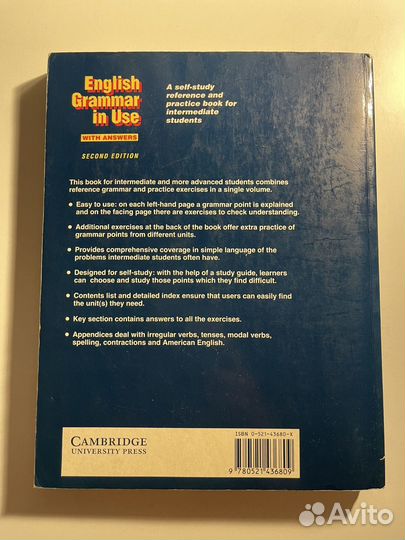 English
Grammar
in Use
WITH ANSWERS
SECOND EDITION
A self-study
reference and
practice book for
intermediate
students
This book for intermediate and more advanced students combines
reference grammar and practice exercises in a single volume.
• Easy to use: on each left-hand page a grammar point is explained
and on the facing page there are exercises to check understanding.
• Additional exercises at the back of the book offer extra practice of
grammar points from different units.
• Provides comprehensive coverage in simple language of the
problems intermediate students often have.
• Designed for self-study: with the help of a study guide, learners
can choose and study those points which they find difficult.
• Contents list and detailed index ensure that users can easily find
the unit(s) they need.
• Key section contains answers to all the exercises.
• Appendices deal with irregular verbs, tenses, modal verbs,
spelling, contractions and American English.
CAMBRIDGE
UNIVERSITY PRESS
ISBN 0-521-43680-X
9 780521 436809
Avito